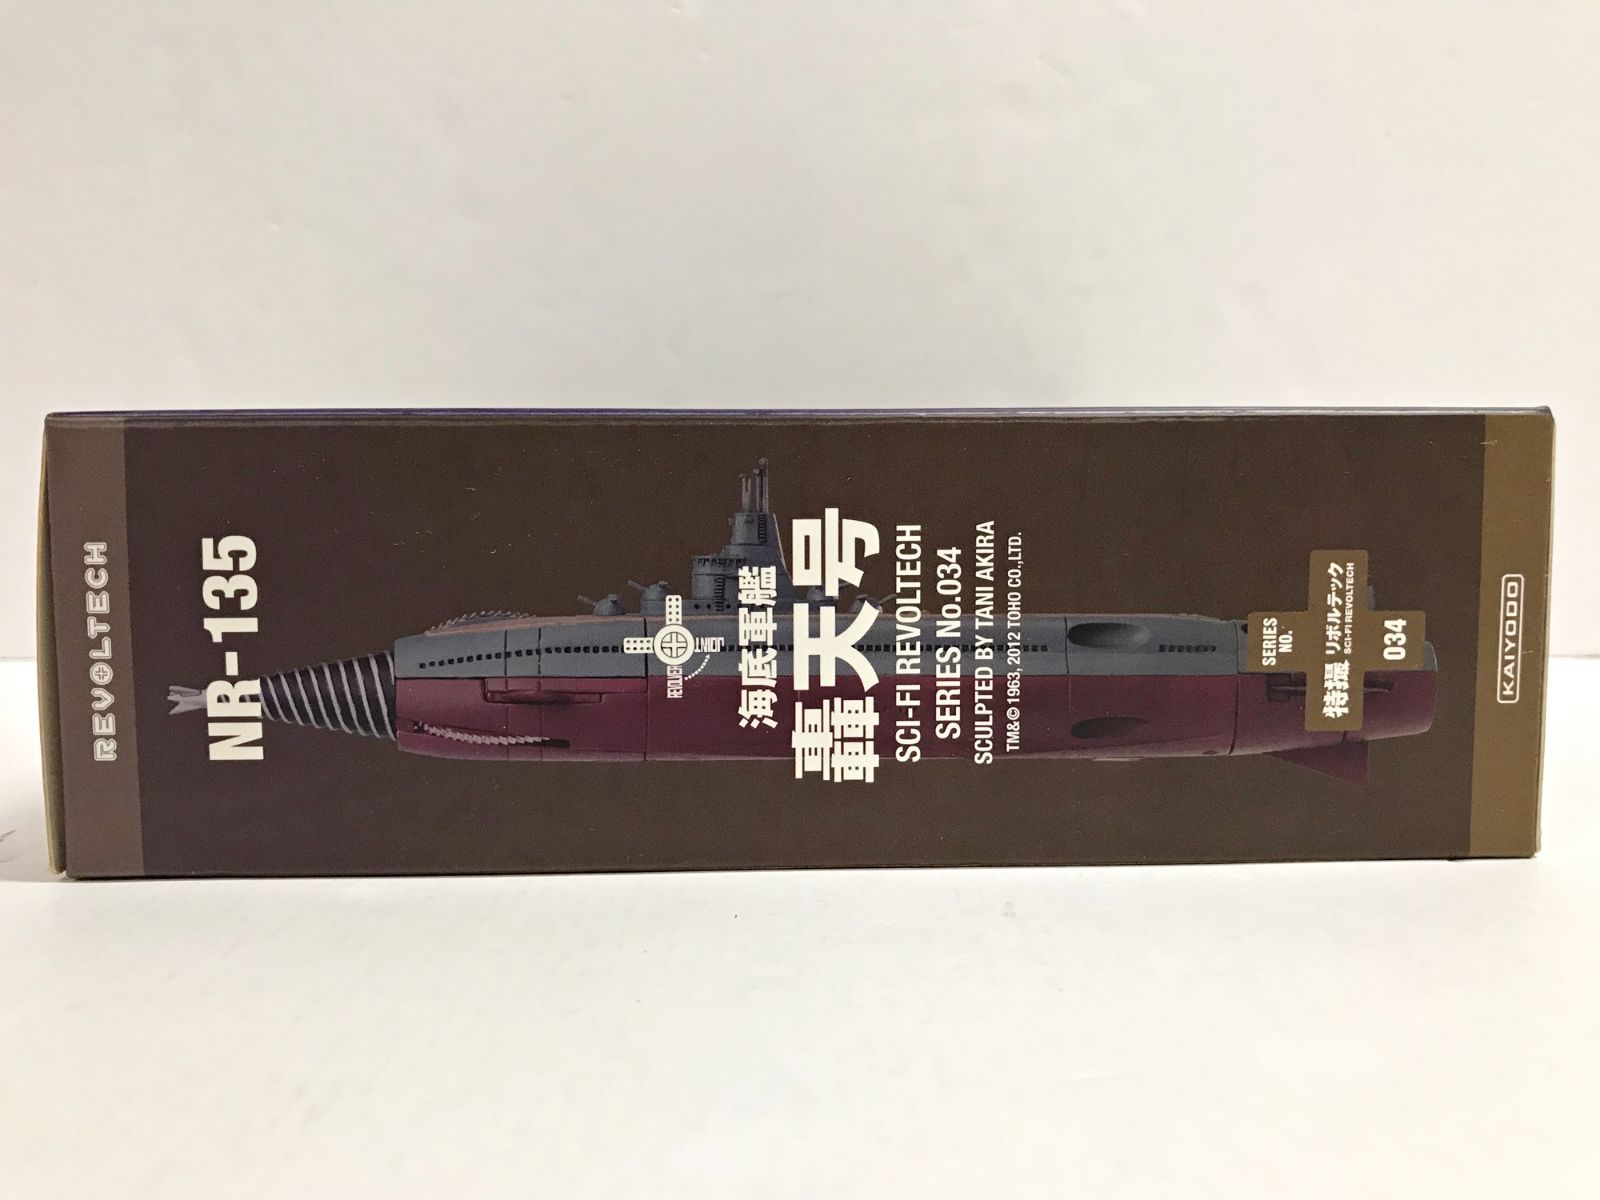 REVOLTECH
NR-135
REVOLVER
JOINT
海底軍艦
轟天号
SCI-FI REVOLTECH
SERIES No.034
SCULPTED BY TANI AKIRA
TM&© 1963, 2012 TOHO CO.,LTD.
SERIES
NO.
特撮 リボルテック
SCI-FI REVOLTECH
034
KAIYODO